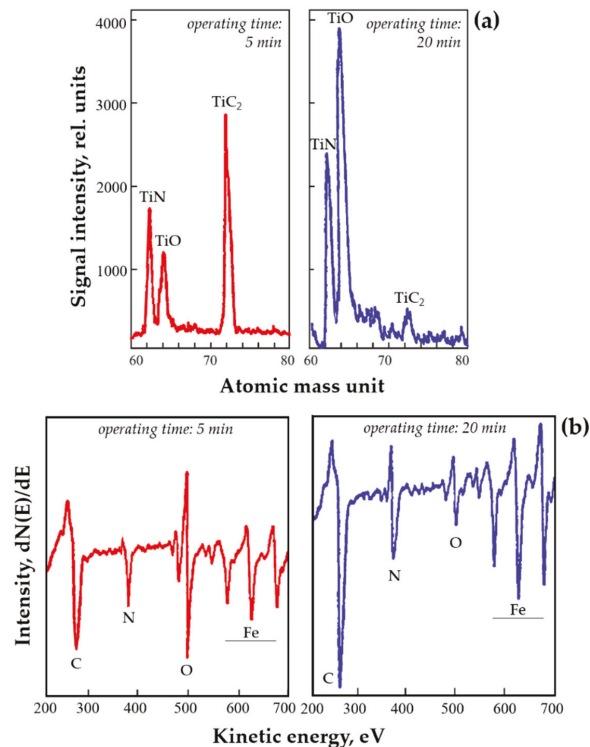 operating time:
5 min
TiC₂
TiN
TiO
4000
3000
2000
1000
60
70
80
Signal intensity, rel. units
TiO
(a)
operating time:
20 min
TiN
TiC₂
60
70
80
Atomic mass unit
operating time: 5 min
C
N
O
Fe
200
300
400
500
600
700
Intensity, dN(E)/dE
operating time: 20 min
(b)
N
O
Fe
C
200
300
400
500
600
700
Kinetic energy, eV